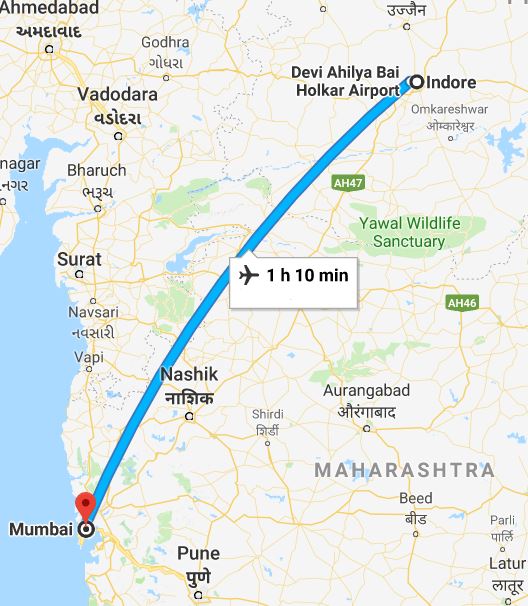 Ahmedabad
અમદાવાદ
उज्जैन
Godhra
ગોધરા
Devi Ahilya Bai
Holkar Airport
Indore
Vadodara
વડોદરા
Omkareshwar
ओम्कारेश्वर
nagar
નગર
Bharuch
ભરૂચ
AH47
Yawal Wildlife
Sanctuary
Surat
સુરત
1 h 10 min
AH46
Navsari
નવસારી
Vapi
વાપી
Nashik
नाशिक
Aurangabad
औरंगाबाद
Shirdi
शिर्डी
MAHARASHTRA
Beed
बीड
Mumbai
Parli
पार्लि
Pune
पुणे
Latur
लातूर